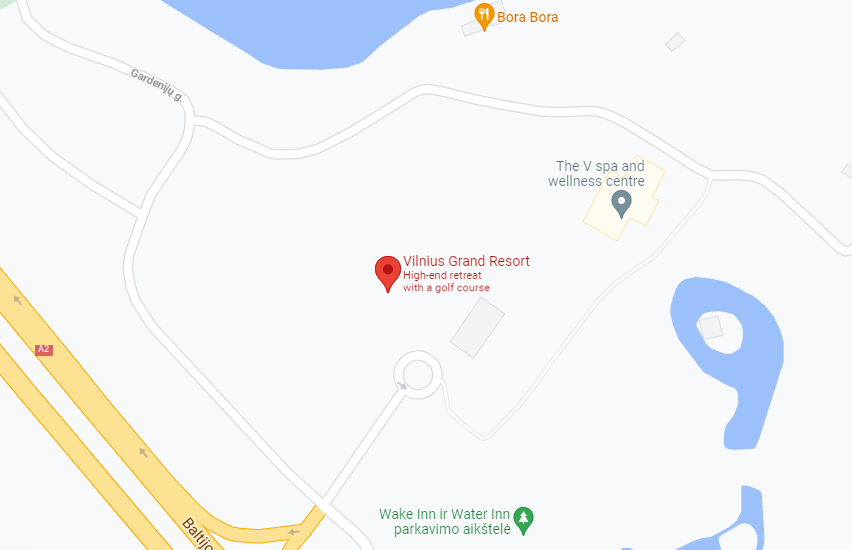 Bora Bora
Gardenijų g.
The V spa and
wellness centre
Vilnius Grand Resort
High-end retreat
with a golf course
A2
Wake Inn ir Water Inn
parkavimo aikštelė